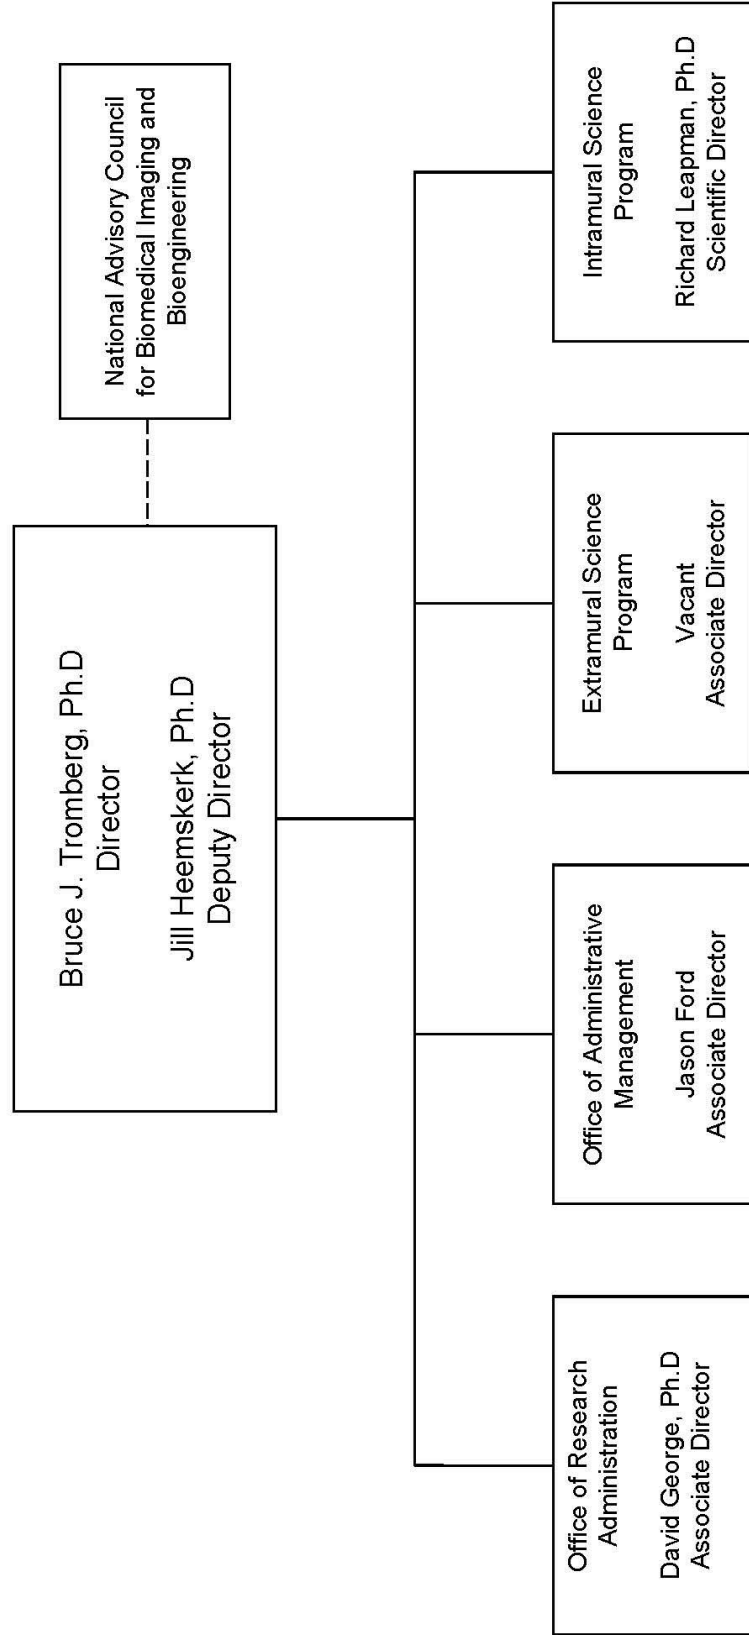 Bruce J. Tromberg, Ph.D
Director
Jill Heemskerk, Ph.D
Deputy Director
National Advisory Council
for Biomedical Imaging and
Bioengineering
Office of Research
Administration
David George, Ph.D
Associate Director
Office of Administrative
Management
Jason Ford
Associate Director
Extramural Science
Program
Vacant
Associate Director
Intramural Science
Program
Richard Leapman, Ph.D
Scientific Director